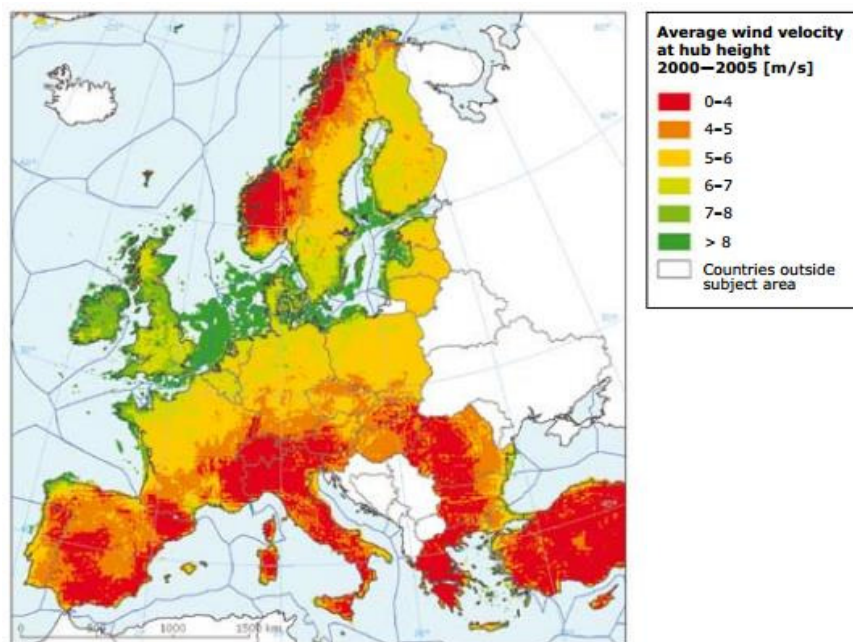 Average wind velocity
at hub height
2000—2005 [m/s]
0–4
4–5
5–6
6–7
7–8
> 8
Countries outside
subject area
0
500
1000
1500 km